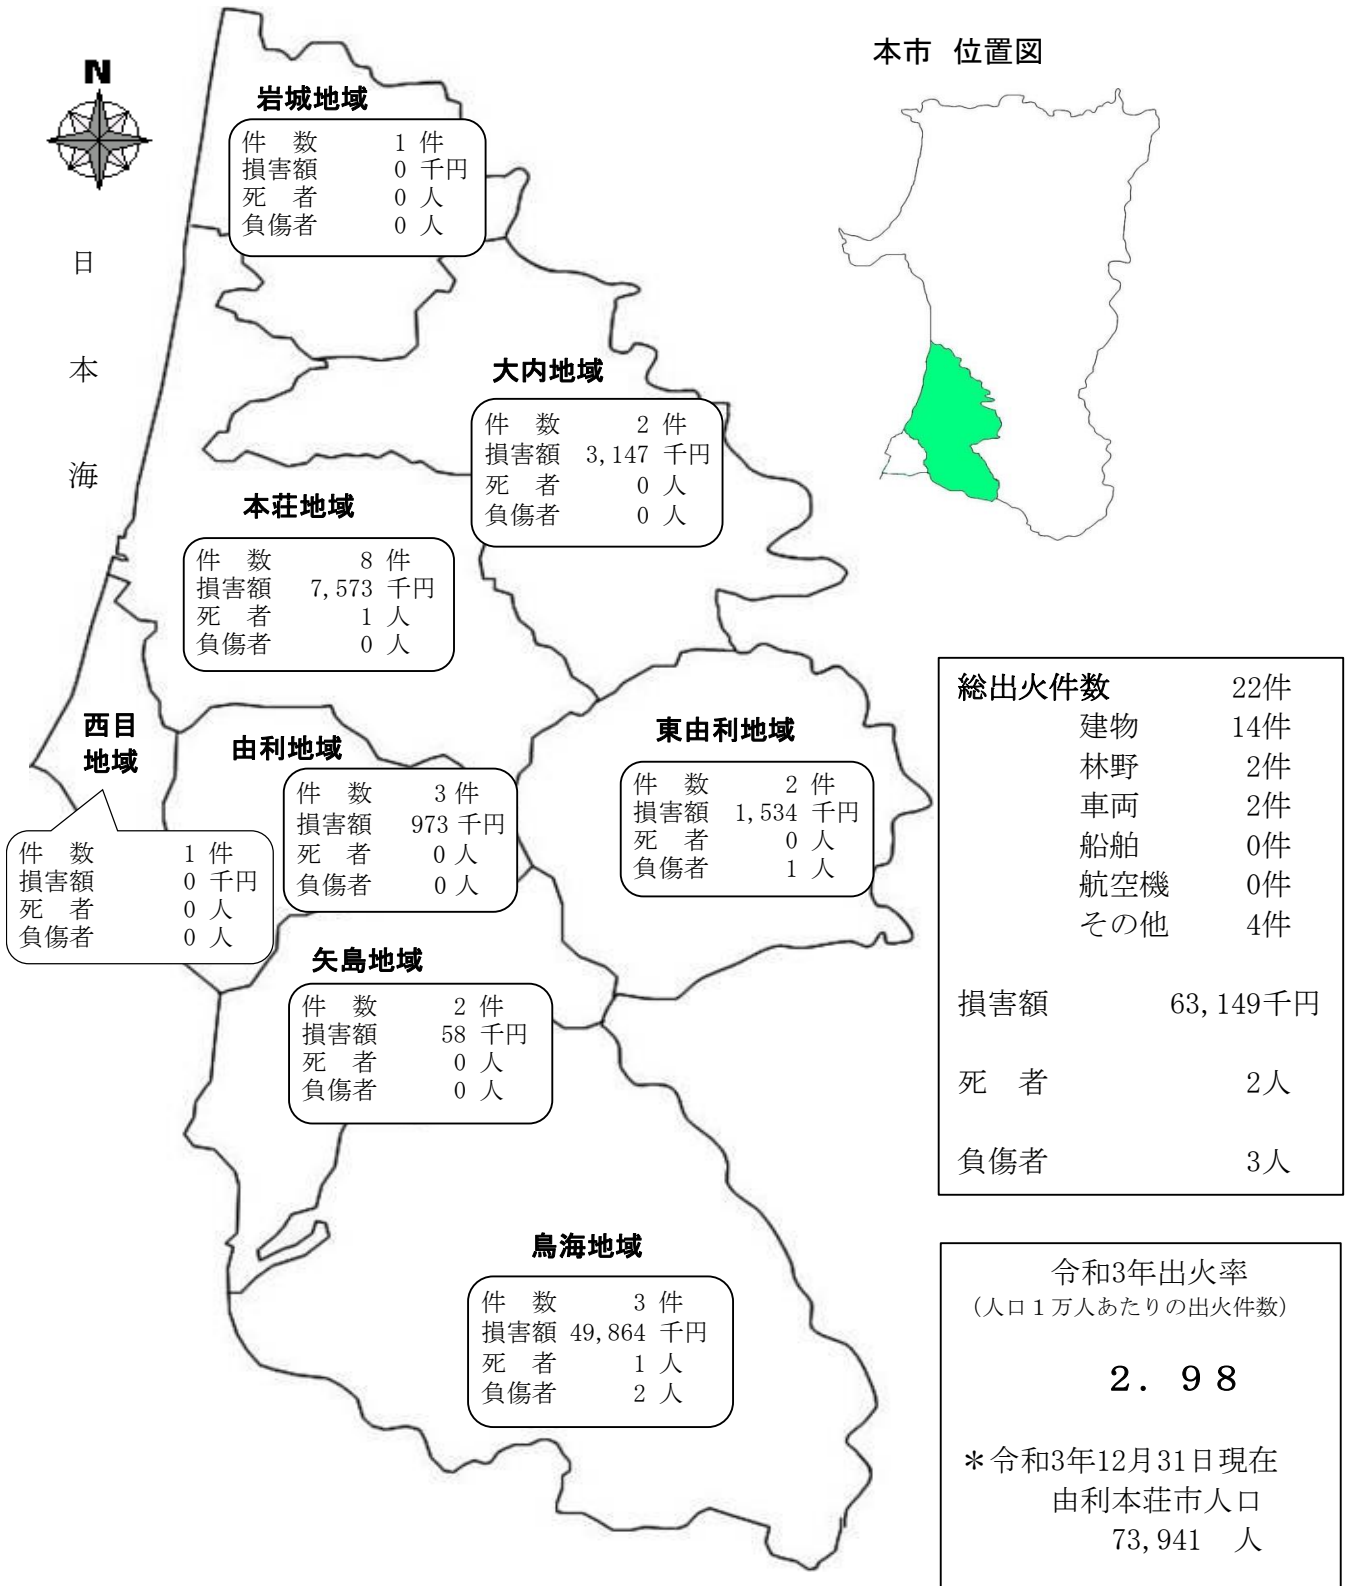 本市 位置図
N
岩城地域
件 数 1 件
損害額 0 千円
死 者 0 人
負傷者 0 人
日
本
海
大内地域
件 数 2 件
損害額 3,147 千円
死 者 0 人
負傷者 0 人
本荘地域
件 数 8 件
損害額 7,573 千円
死 者 1 人
負傷者 0 人
西目
地域
件 数 1 件
損害額 0 千円
死 者 0 人
負傷者 0 人
由利地域
件 数 3 件
損害額 973 千円
死 者 0 人
負傷者 0 人
東由利地域
件 数 2 件
損害額 1,534 千円
死 者 0 人
負傷者 1 人
矢島地域
件 数 2 件
損害額 58 千円
死 者 0 人
負傷者 0 人
鳥海地域
件 数 3 件
損害額 49,864 千円
死 者 1 人
負傷者 2 人
総出火件数 22件
建物 14件
林野 2件
車両 2件
船舶 0件
航空機 0件
その他 4件
損害額 63,149千円
死 者 2人
負傷者 3人
令和3年出火率
（人口１万人あたりの出火件数）
２．９８
＊令和3年12月31日現在
由利本荘市人口
73,941 人